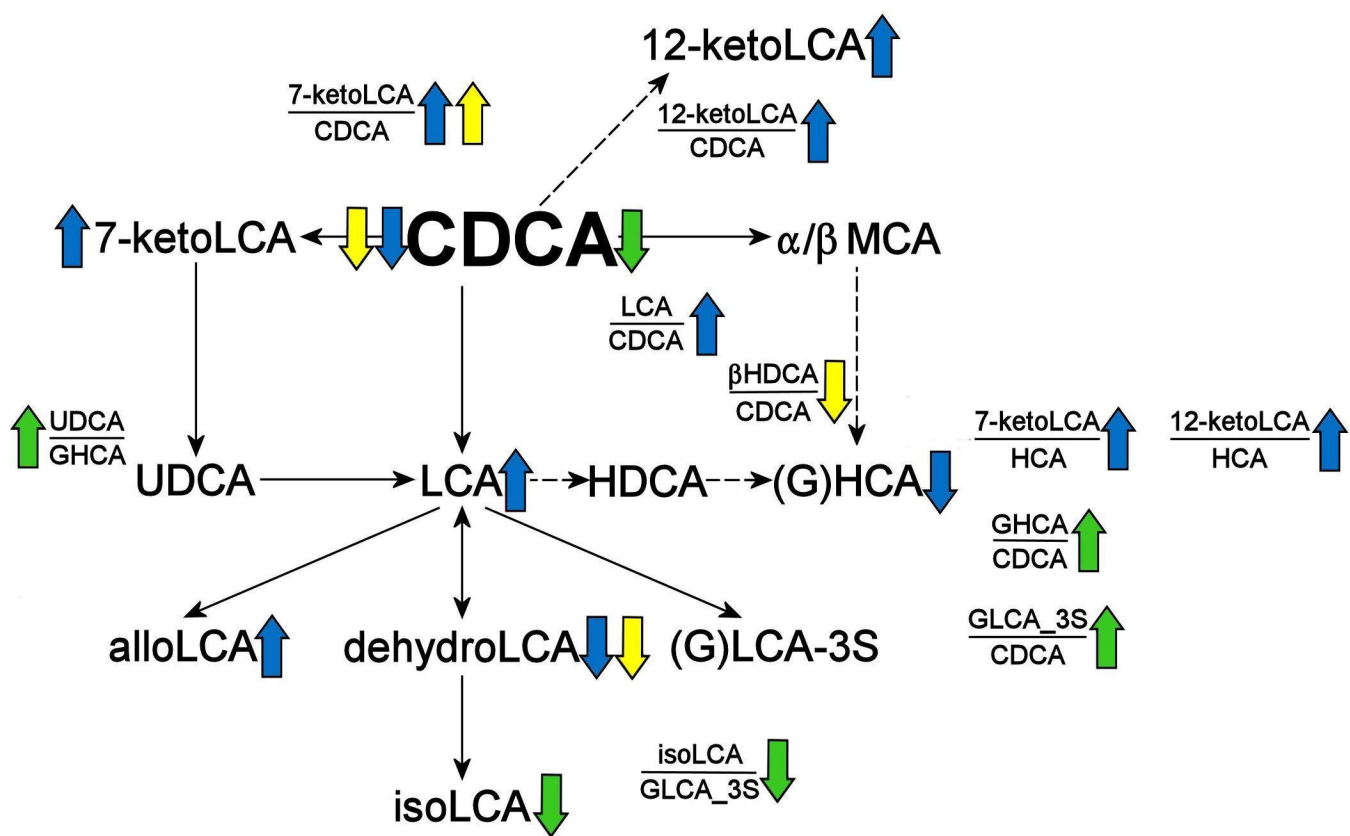 12-ketoLCA
7-ketoLCA
CDCA
12-ketoLCA
CDCA
7-ketoLCA
CDCA
α/β MCA
LCA
CDCA
βHDCA
CDCA
UDCA
GHCA
7-ketoLCA
HCA
12-ketoLCA
HCA
UDCA
LCA
HDCA
(G)HCA
GHCA
CDCA
alloLCA
dehydroLCA
(G)LCA-3S
GLCA_3S
CDCA
isoLCA
GLCA_3S
isoLCA